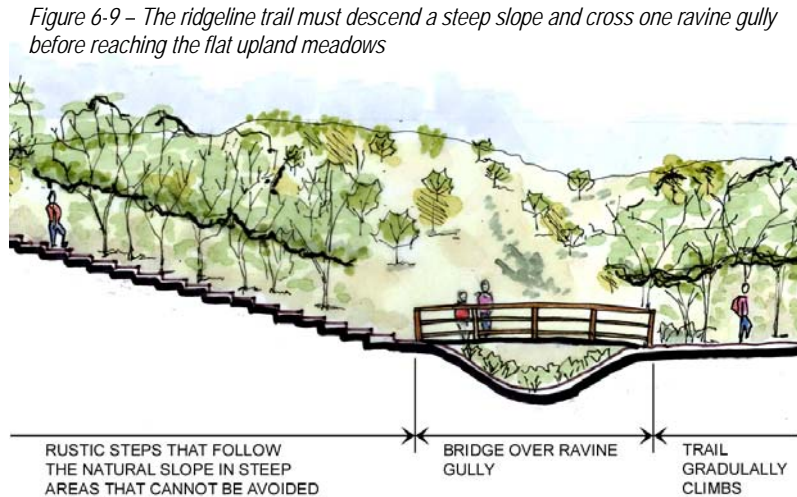 Figure 6-9 – The ridgeline trail must descend a steep slope and cross one ravine gully
before reaching the flat upland meadows
RUSTIC STEPS THAT FOLLOW
THE NATURAL SLOPE IN STEEP
AREAS THAT CANNOT BE AVOIDED
BRIDGE OVER RAVINE
GULLY
TRAIL
GRADULALLY
CLIMBS